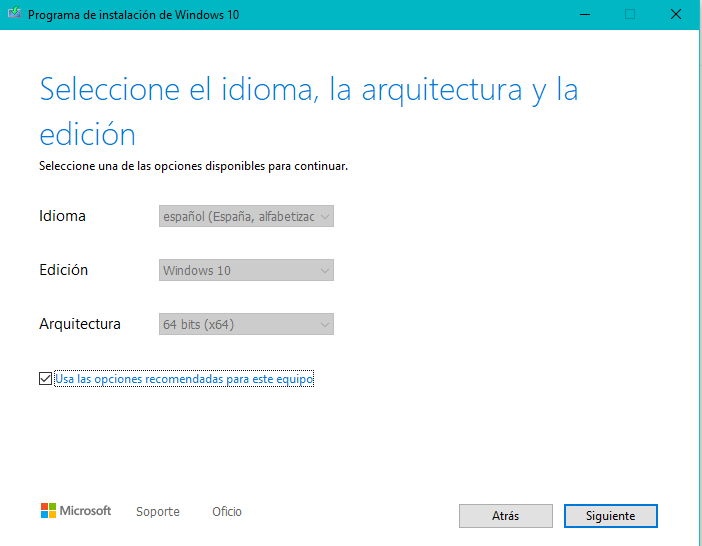 Programa de instalación de Windows 10
Seleccione el idioma, la arquitectura y la
edición
Seleccione una de las opciones disponibles para continuar.
Idioma español (España, alfabetizac
Edición Windows 10
Arquitectura 64 bits (x64)
Usa las opciones recomendadas para este equipo
Microsoft Soporte Oficio Atrás Siguiente